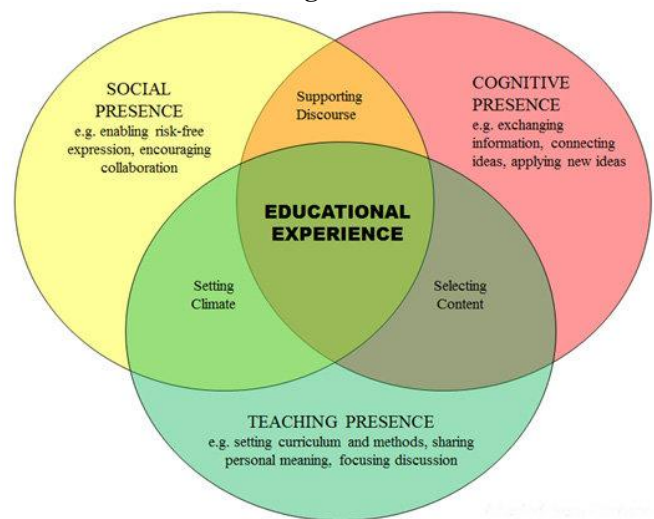 SOCIAL
PRESENCE
e.g. enabling risk-free
expression, encouraging
collaboration
Supporting
Discourse
COGNITIVE
PRESENCE
e.g. exchanging
information, connecting
ideas, applying new ideas
EDUCATIONAL
EXPERIENCE
Setting
Climate
Selecting
Content
TEACHING PRESENCE
e.g. setting curriculum and methods, sharing
personal meaning, focusing discussion